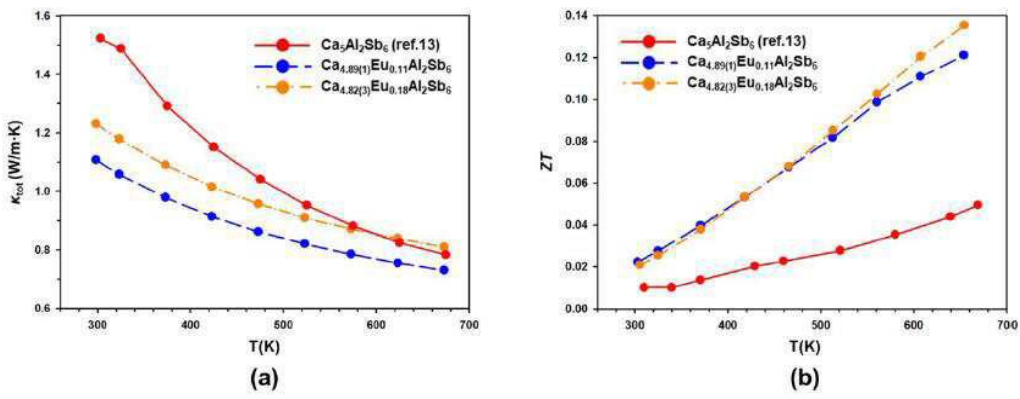 1.6
1.4
1.2
1.0
0.8
0.6
κtot (W/m·K)
Ca5Al2Sb6 (ref.13)
Ca4.89(1)Eu0.11Al2Sb6
Ca4.82(3)Eu0.18Al2Sb6
300 400 500 600 700
T(K)
(a)
0.14
0.12
0.10
0.08
0.06
0.04
0.02
0.00
ZT
Ca5Al2Sb6 (ref.13)
Ca4.89(1)Eu0.11Al2Sb6
Ca4.82(3)Eu0.18Al2Sb6
300 400 500 600 700
T(K)
(b)